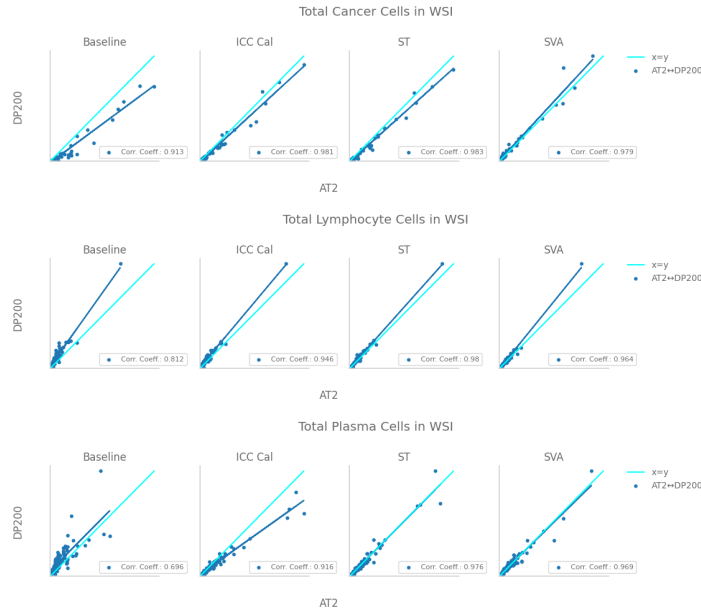 Total Cancer Cells in WSI
Baseline
ICC Cal
ST
SVA
x=y
AT2↔DP200
DP200
Corr. Coeff.: 0.913
Corr. Coeff.: 0.981
Corr. Coeff.: 0.983
Corr. Coeff.: 0.979
AT2
Total Lymphocyte Cells in WSI
Baseline
ICC Cal
ST
SVA
x=y
AT2↔DP200
DP200
Corr. Coeff.: 0.812
Corr. Coeff.: 0.946
Corr. Coeff.: 0.98
Corr. Coeff.: 0.964
AT2
Total Plasma Cells in WSI
Baseline
ICC Cal
ST
SVA
x=y
AT2↔DP200
DP200
Corr. Coeff.: 0.696
Corr. Coeff.: 0.916
Corr. Coeff.: 0.976
Corr. Coeff.: 0.969
AT2